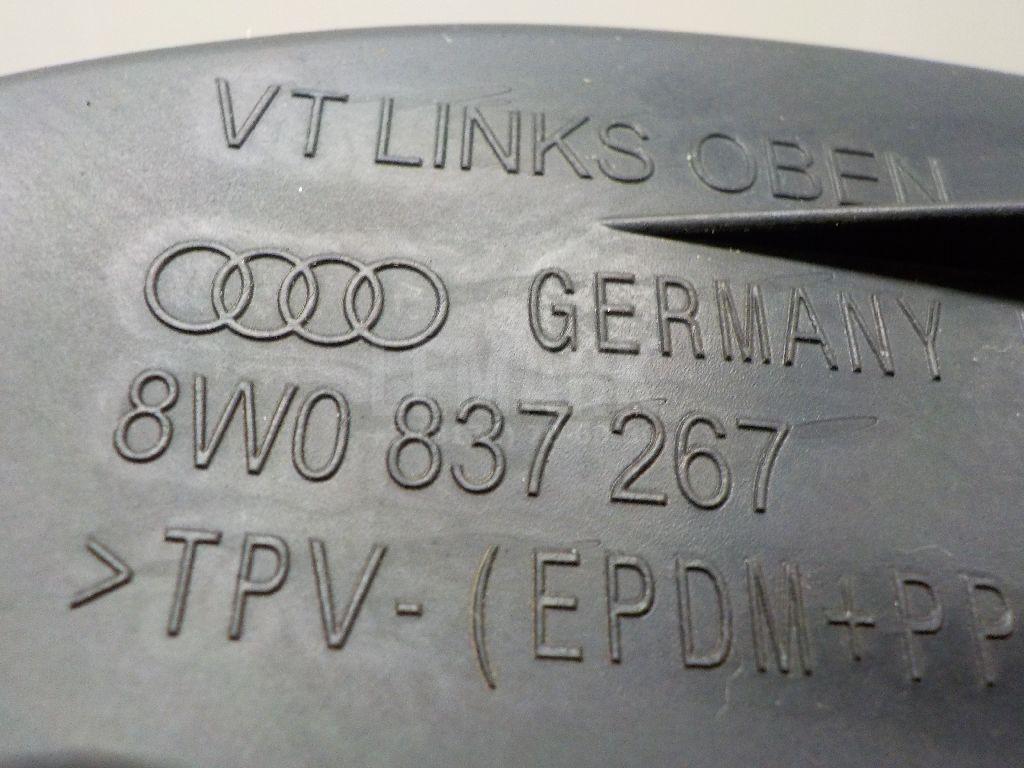 VT LINKS OBEN
GERMANY
8W0 837 267
>TPV-(EPDM+PP